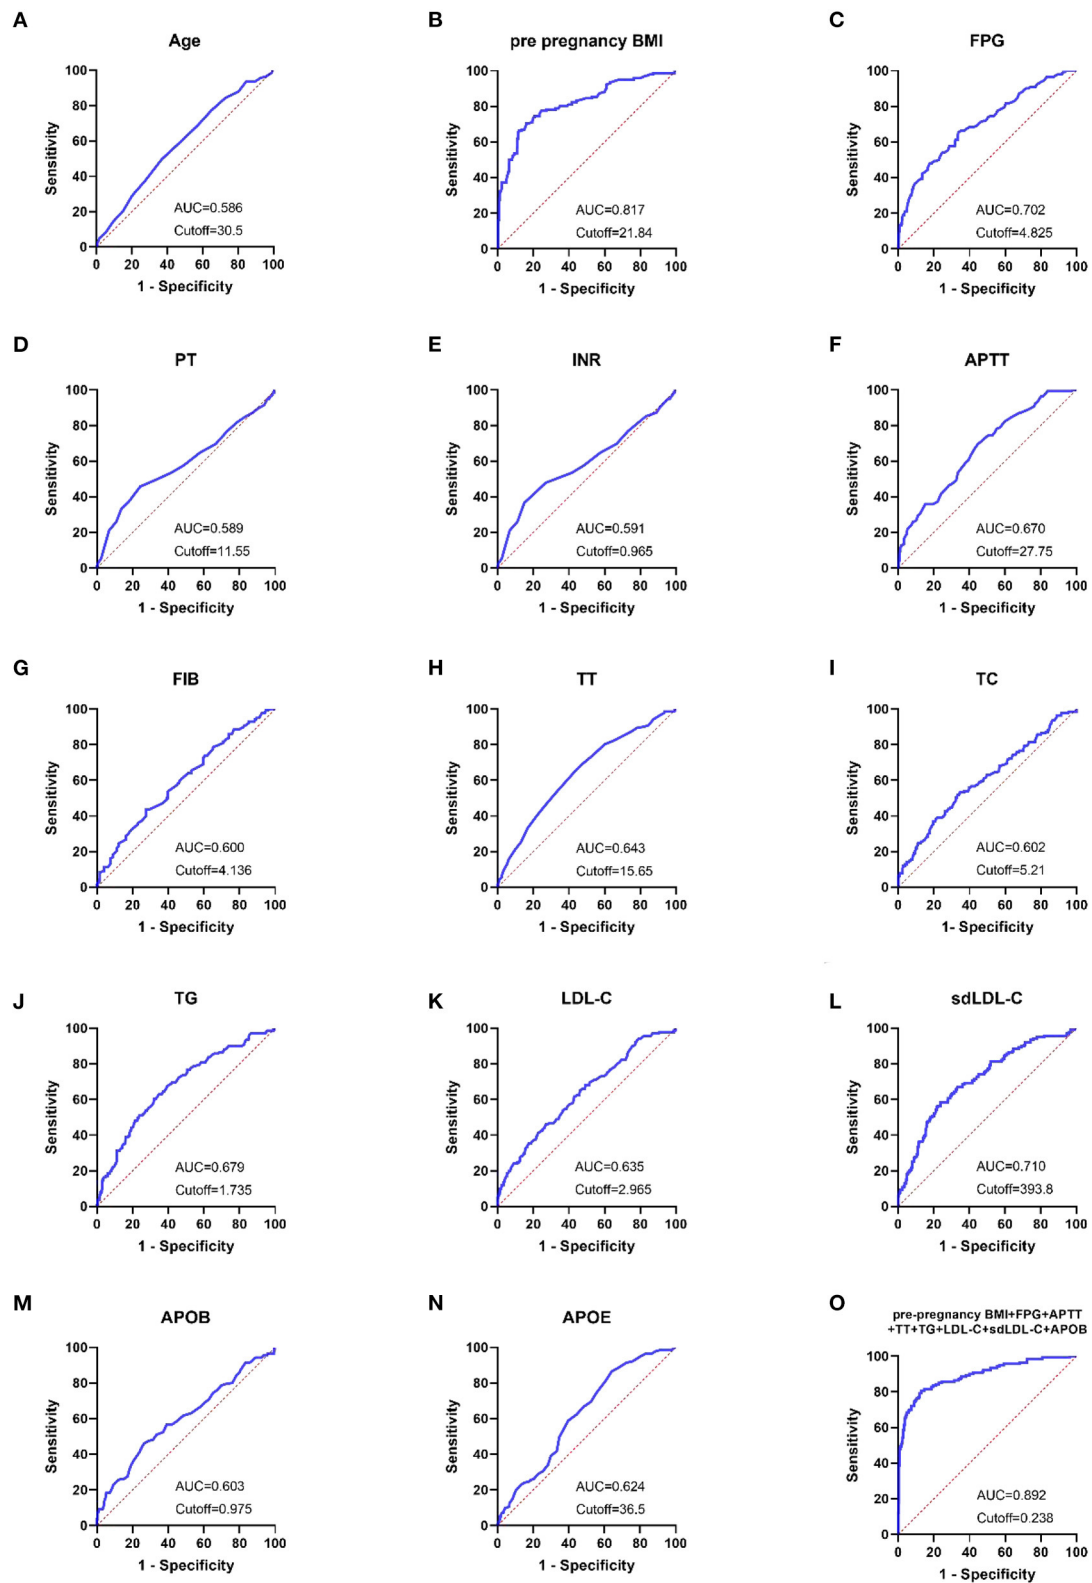 A
Age
100
80
60
40
20
0
Sensitivity
AUC=0.586
Cutoff=30.5
0 20 40 60 80 100
1 - Specificity
B
pre pregnancy BMI
100
80
60
40
20
0
Sensitivity
AUC=0.817
Cutoff=21.84
0 20 40 60 80 100
1 - Specificity
C
FPG
100
80
60
40
20
0
Sensitivity
AUC=0.702
Cutoff=4.825
0 20 40 60 80 100
1 - Specificity
D
PT
100
80
60
40
20
0
Sensitivity
AUC=0.589
Cutoff=11.55
0 20 40 60 80 100
1 - Specificity
E
INR
100
80
60
40
20
0
Sensitivity
AUC=0.591
Cutoff=0.965
0 20 40 60 80 100
1 - Specificity
F
APTT
100
80
60
40
20
0
Sensitivity
AUC=0.670
Cutoff=27.75
0 20 40 60 80 100
1 - Specificity
G
FIB
100
80
60
40
20
0
Sensitivity
AUC=0.600
Cutoff=4.136
0 20 40 60 80 100
1 - Specificity
H
TT
100
80
60
40
20
0
Sensitivity
AUC=0.643
Cutoff=15.65
0 20 40 60 80 100
1 - Specificity
I
TC
100
80
60
40
20
0
Sensitivity
AUC=0.602
Cutoff=5.21
0 20 40 60 80 100
1- Specificity
J
TG
100
80
60
40
20
0
Sensitivity
AUC=0.679
Cutoff=1.735
0 20 40 60 80 100
1 - Specificity
K
LDL-C
100
80
60
40
20
0
Sensitivity
AUC=0.635
Cutoff=2.965
0 20 40 60 80 100
1 - Specificity
L
sdLDL-C
100
80
60
40
20
0
Sensitivity
AUC=0.710
Cutoff=393.8
0 20 40 60 80 100
1 - Specificity
M
APOB
100
80
60
40
20
0
Sensitivity
AUC=0.603
Cutoff=0.975
0 20 40 60 80 100
1 - Specificity
N
APOE
100
80
60
40
20
0
Sensitivity
AUC=0.624
Cutoff=36.5
0 20 40 60 80 100
1 - Specificity
O
pre-pregnancy BMI+FPG+APTT
+TT+TG+LDL-C+sdLDL-C+APOB
100
80
60
40
20
0
Sensitivity
AUC=0.892
Cutoff=0.238
0 20 40 60 80 100
1 - Specificity